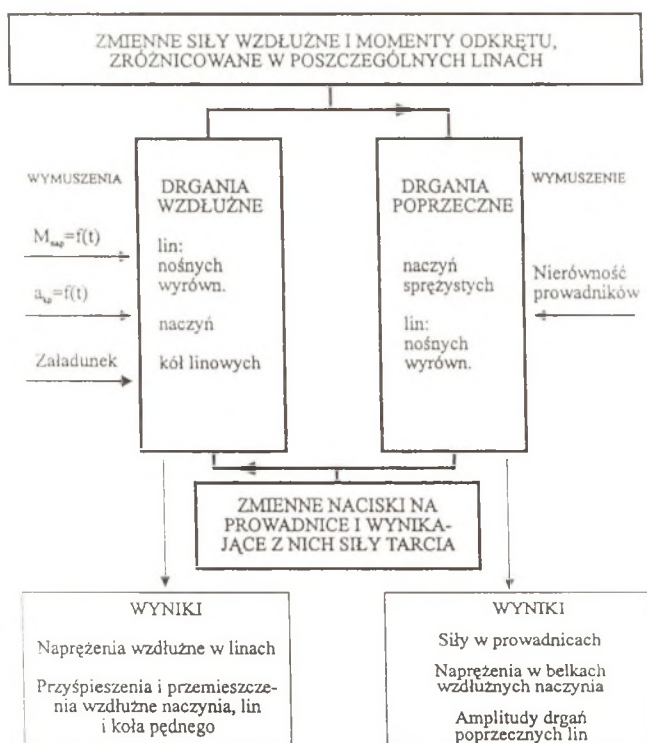 ZMIENNE SIŁY WZDŁUŻNE I MOMENTY ODKRĘTU,
ZRÓŻNICOWANE W POSZCZEGÓLNYCH LINACH
WYMUSZENIA
M =f(t)
a =f(t)
Załadunek
DRGANIA
WZDŁUŻNE
lin:
nośnych
wyrówn.
naczyń
kół linowych
DRGANIA
POPRZECZNE
naczyń
sprężystych
lin:
nośnych
wyrówn.
WYMUSZENIE
Nierówność
prowadników
ZMIENNE NACISKI NA
PROWADNICE I WYNIKA-
JĄCE Z NICH SIŁY TARCIA
WYNIKI
Naprężenia wzdłużne w linach
Przyśpieszenia i przemieszcze-
nia wzdłużne naczynia, lin
i koła pędnego
WYNIKI
Siły w prowadnicach
Naprężenia w belkach
wzdłużnych naczynia
Amplitudy drgań
poprzecznych lin